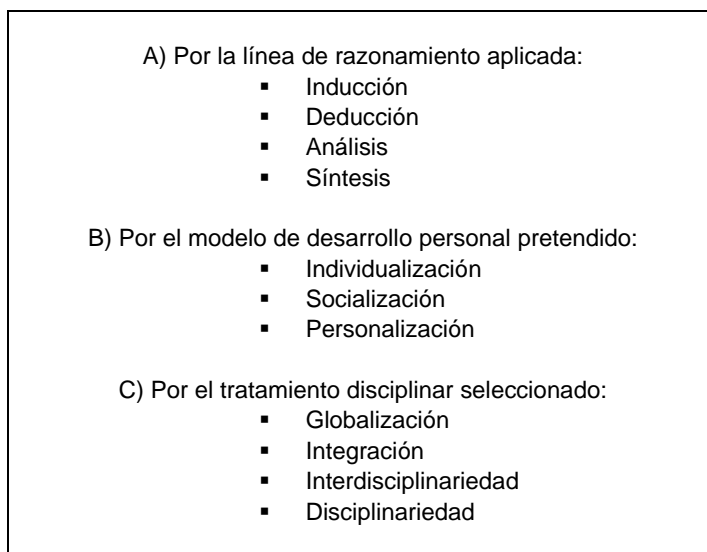 A) Por la línea de razonamiento aplicada:
▪ Inducción
▪ Deducción
▪ Análisis
▪ Síntesis
B) Por el modelo de desarrollo personal pretendido:
▪ Individualización
▪ Socialización
▪ Personalización
C) Por el tratamiento disciplinar seleccionado:
▪ Globalización
▪ Integración
▪ Interdisciplinariedad
▪ Disciplinariedad